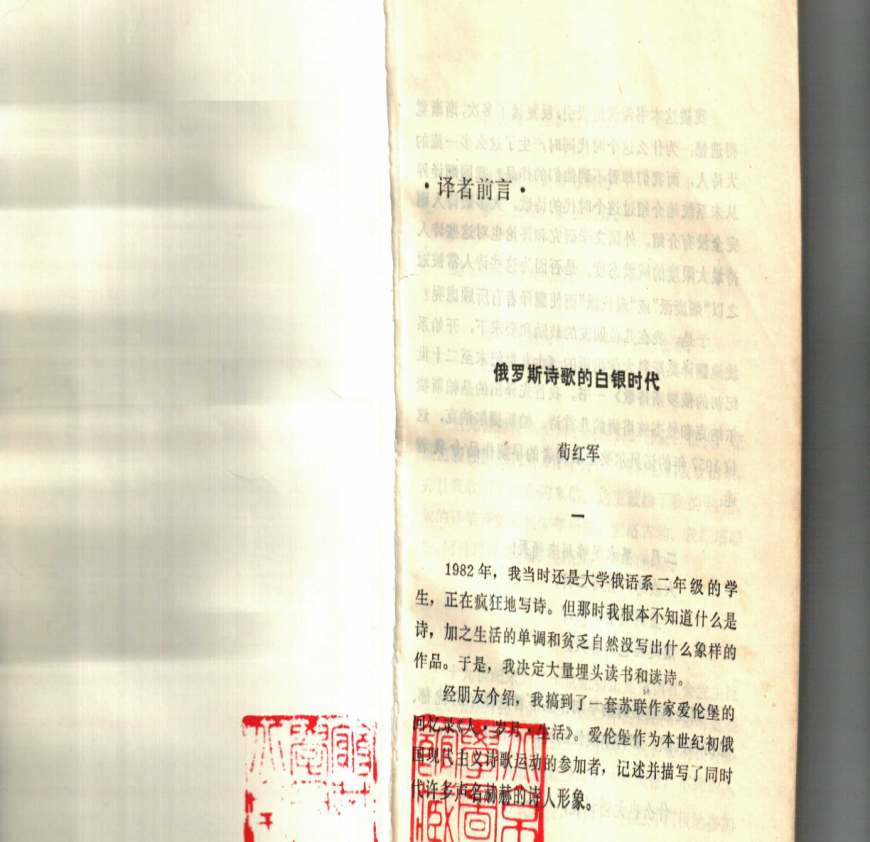 ·译者前言·
俄罗斯诗歌的白银时代
荀红军
一
1982年，我当时还是大学俄语系二年级的学
生，正在疯狂地写诗。但那时我根本不知道什么是
诗，加之生活的单调和贫乏自然没写出什么象样的
作品。于是，我决定大量埋头读书和读诗。
经朋友介绍，我搞到了一套苏联作家爱伦堡的
回忆录《人·岁月·生活》。爱伦堡作为本世纪初俄
国现代主义诗歌运动的参加者，记述并描写了同时
代许多声名赫赫的诗人形象。